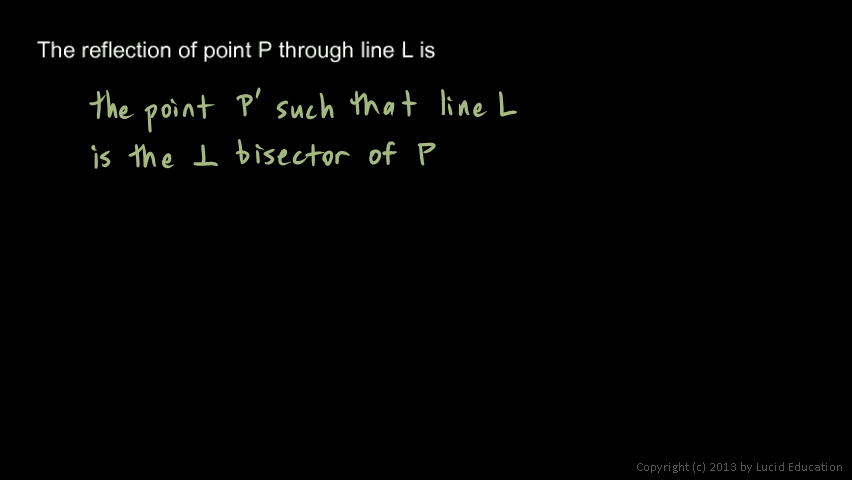 The reflection of point P through line L is
the point P' such that line L
is the ⊥ bisector of P
Copyright (c) 2013 by Lucid Education